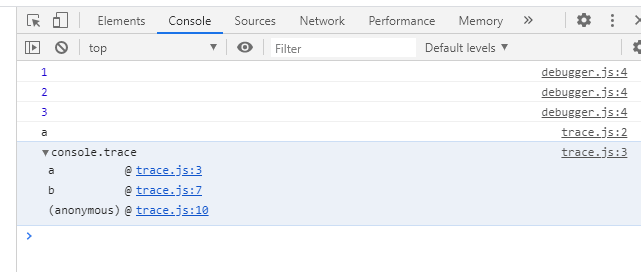 Elements Console Sources Network Performance Memory »
top ▼ Filter Default levels ▼
1 debugger.js:4
2 debugger.js:4
3 debugger.js:4
a trace.js:2
▼console.trace trace.js:3
a @ trace.js:3
b @ trace.js:7
(anonymous) @ trace.js:10
>